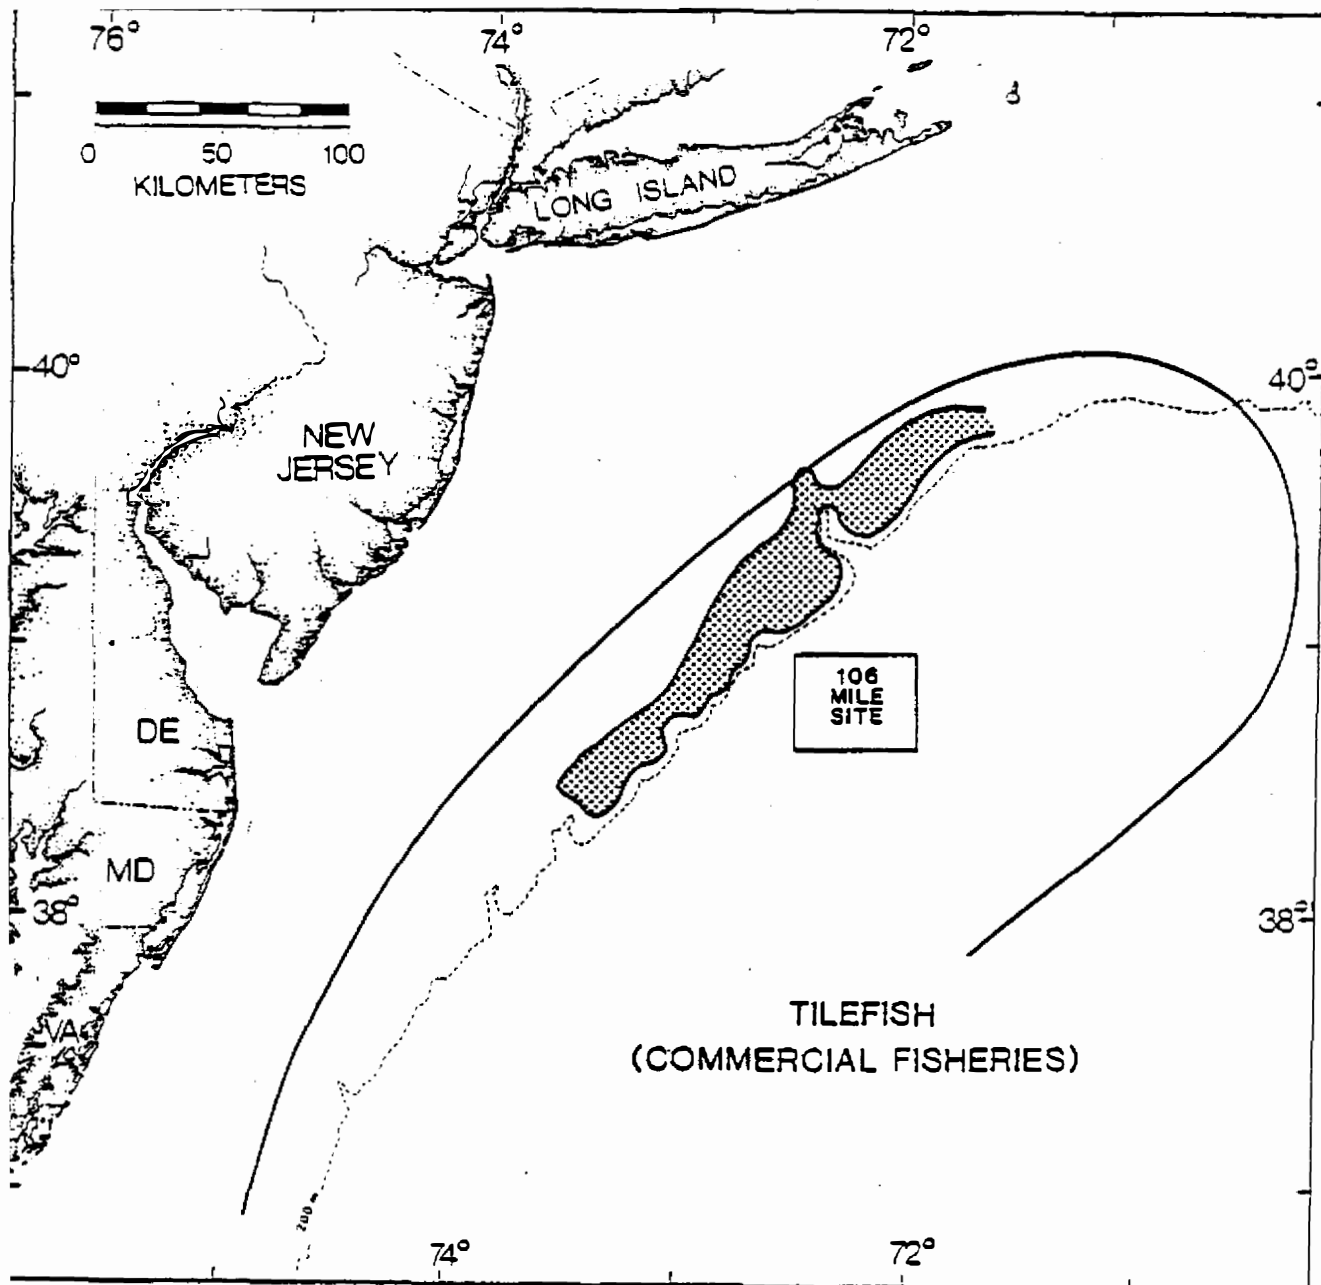 76° 74° 72°
0 50 100
KILOMETERS
LONG ISLAND
40° 40°
NEW
JERSEY
106
MILE
SITE
DE
MD
38° 38°
VA
TILEFISH
(COMMERCIAL FISHERIES)
200 m
74° 72°